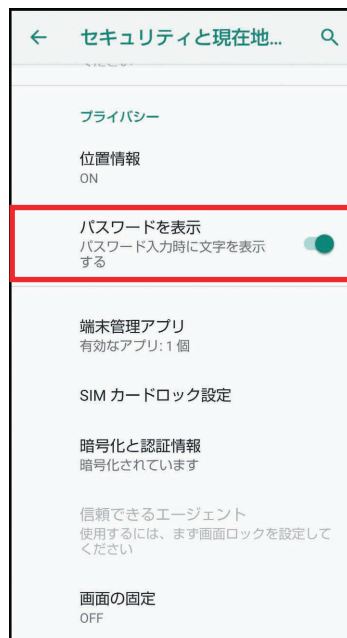 セキュリティと現在地...
プライバシー
位置情報
ON
パスワードを表示
パスワード入力時に文字を表示
する
端末管理アプリ
有効なアプリ: 1 個
SIM カードロック設定
暗号化と認証情報
暗号化されています
信頼できるエージェント
使用するには、まず画面ロックを設定して
ください
画面の固定
OFF